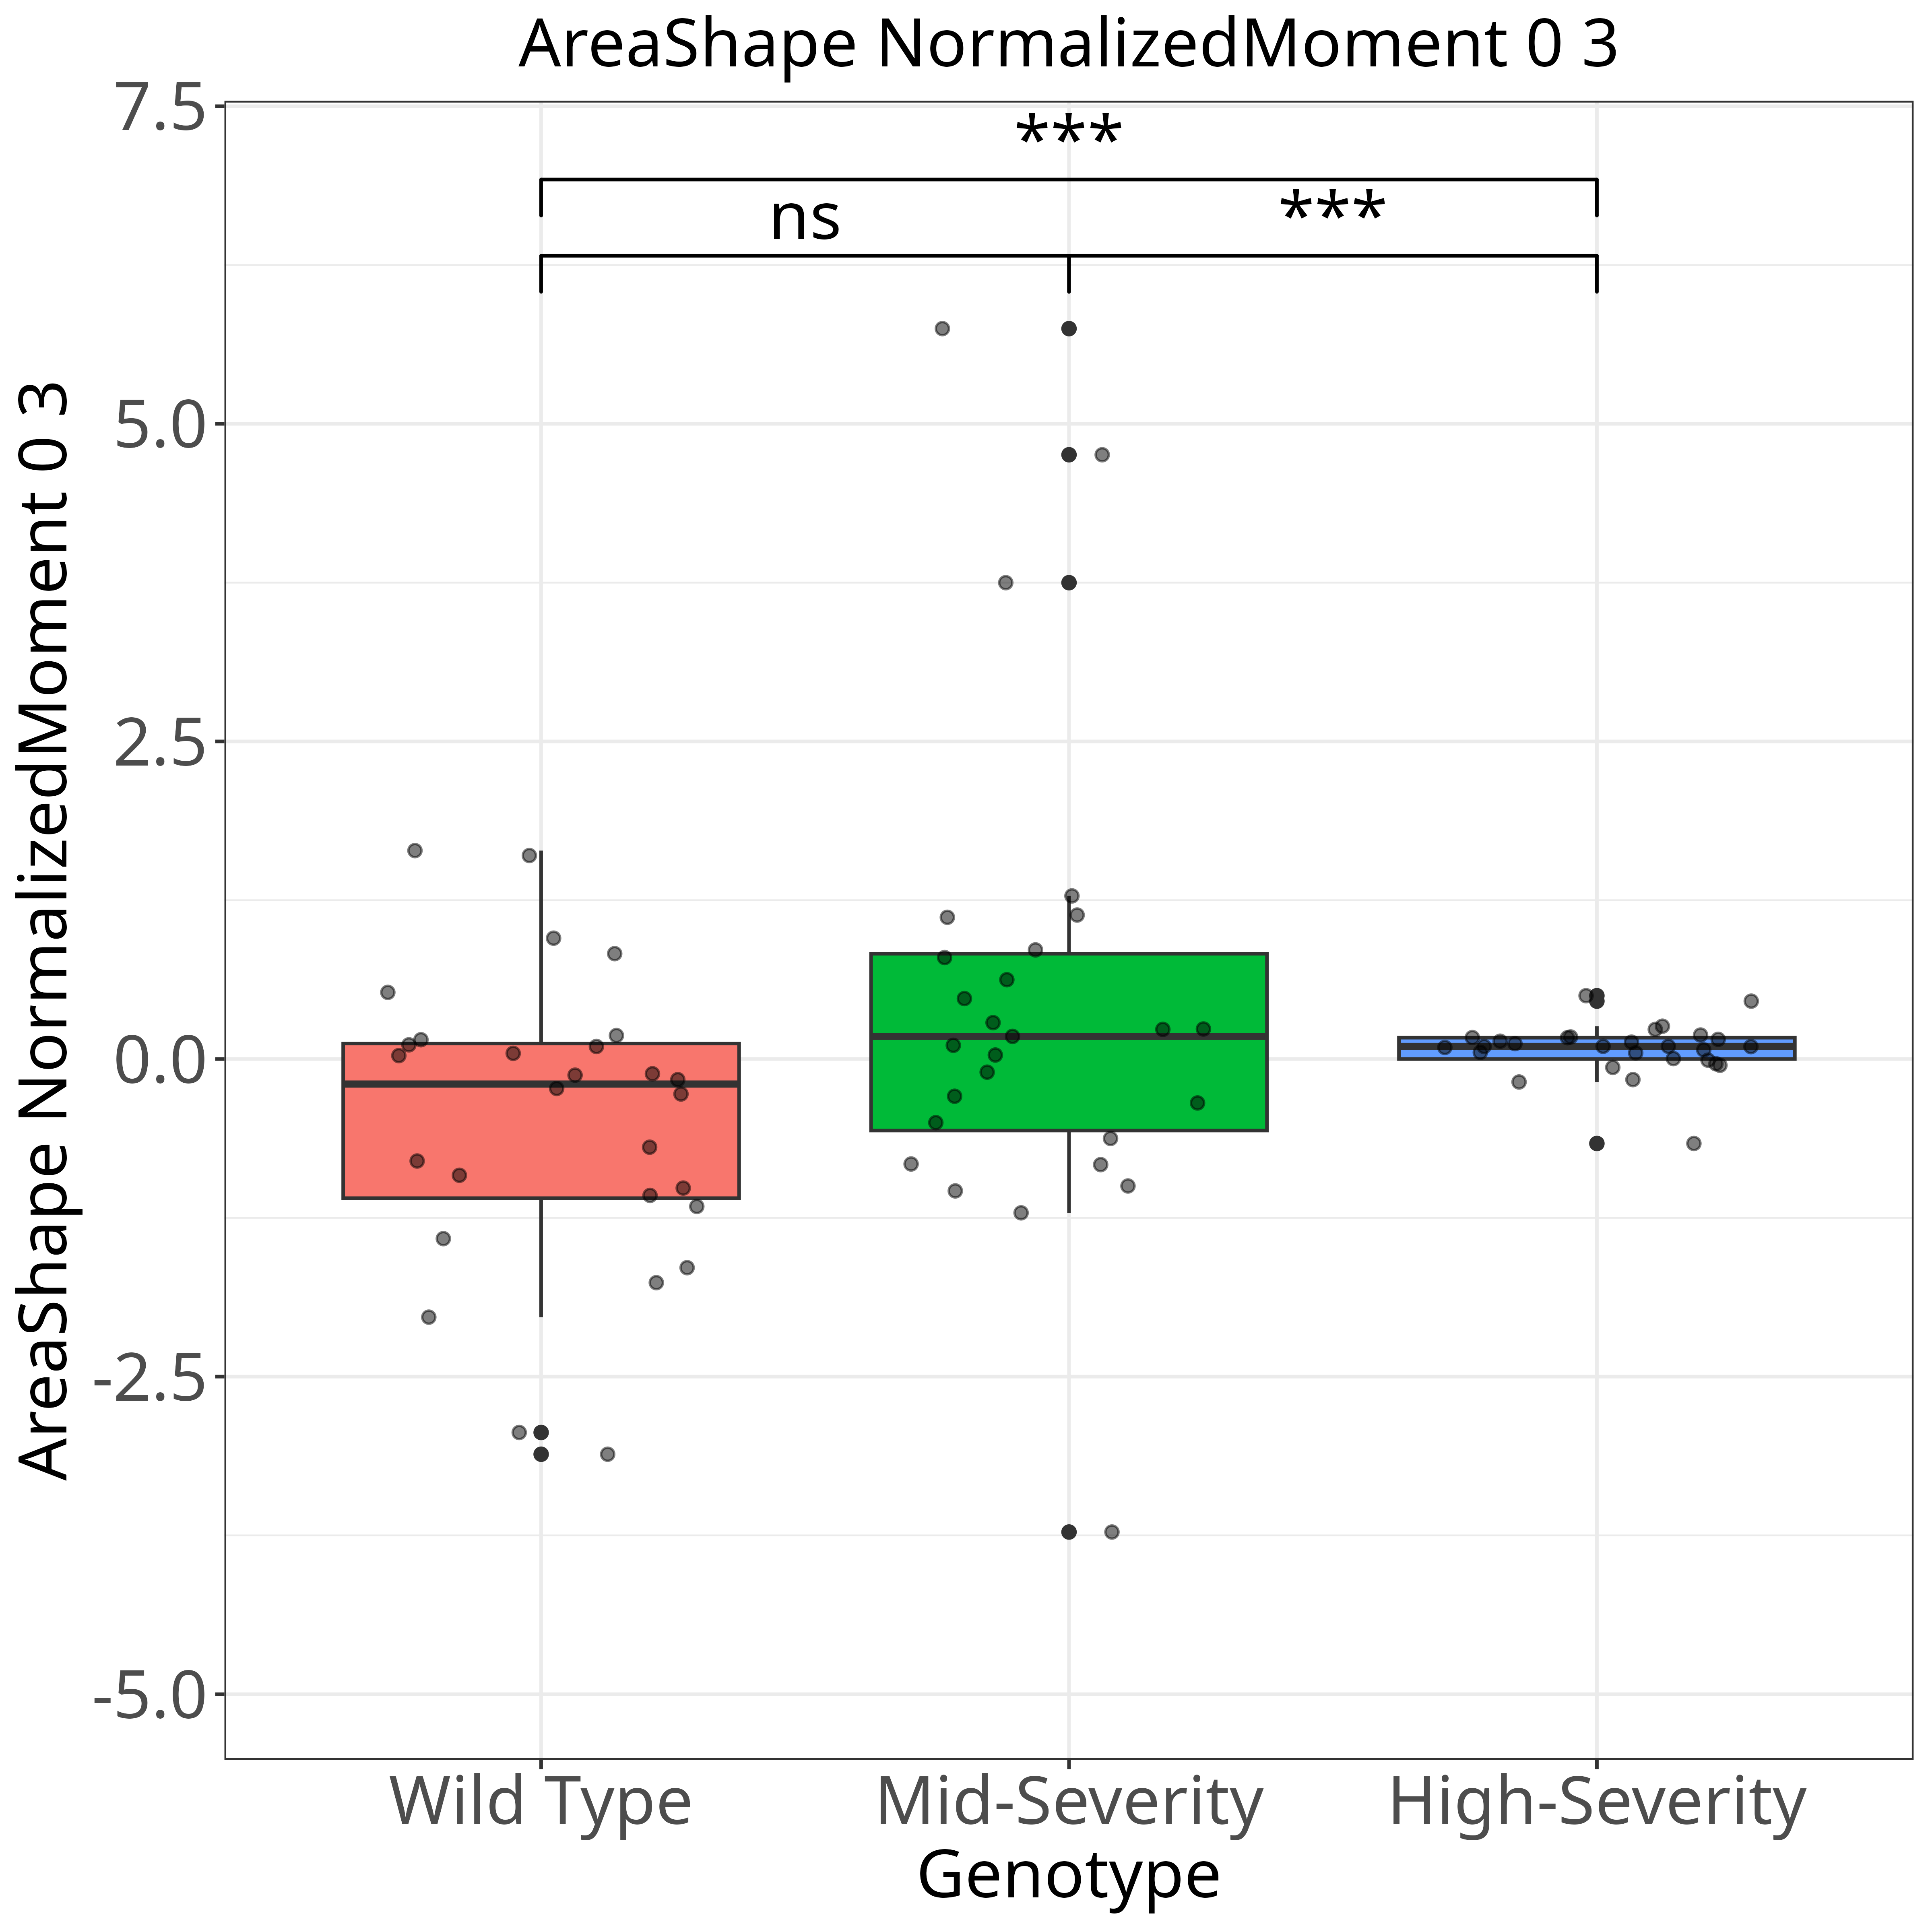 AreaShape NormalizedMoment 0 3
7.5
5.0
2.5
0.0
-2.5
-5.0
AreaShape NormalizedMoment 0 3
***
ns
***
Wild Type
Mid-Severity
High-Severity
Genotype